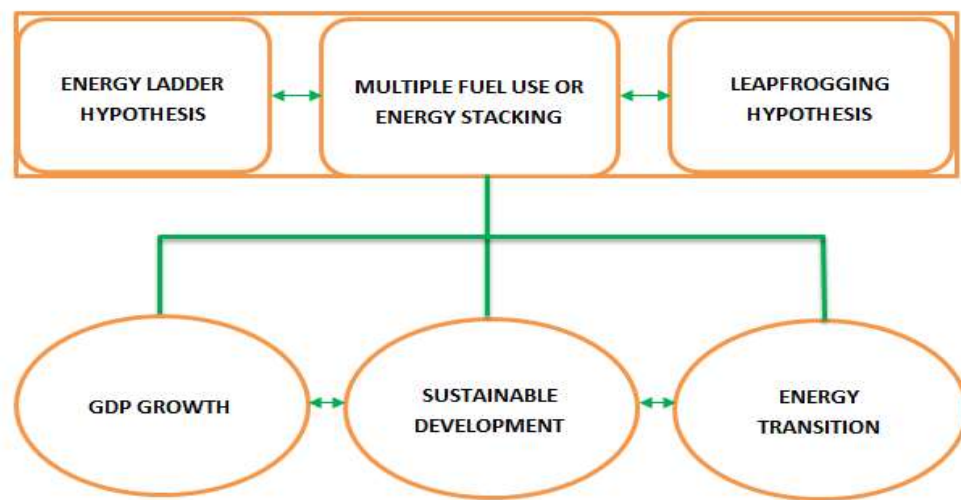 ENERGY LADDER
HYPOTHESIS
MULTIPLE FUEL USE OR
ENERGY STACKING
LEAPFROGGING
HYPOTHESIS
GDP GROWTH
SUSTAINABLE
DEVELOPMENT
ENERGY
TRANSITION